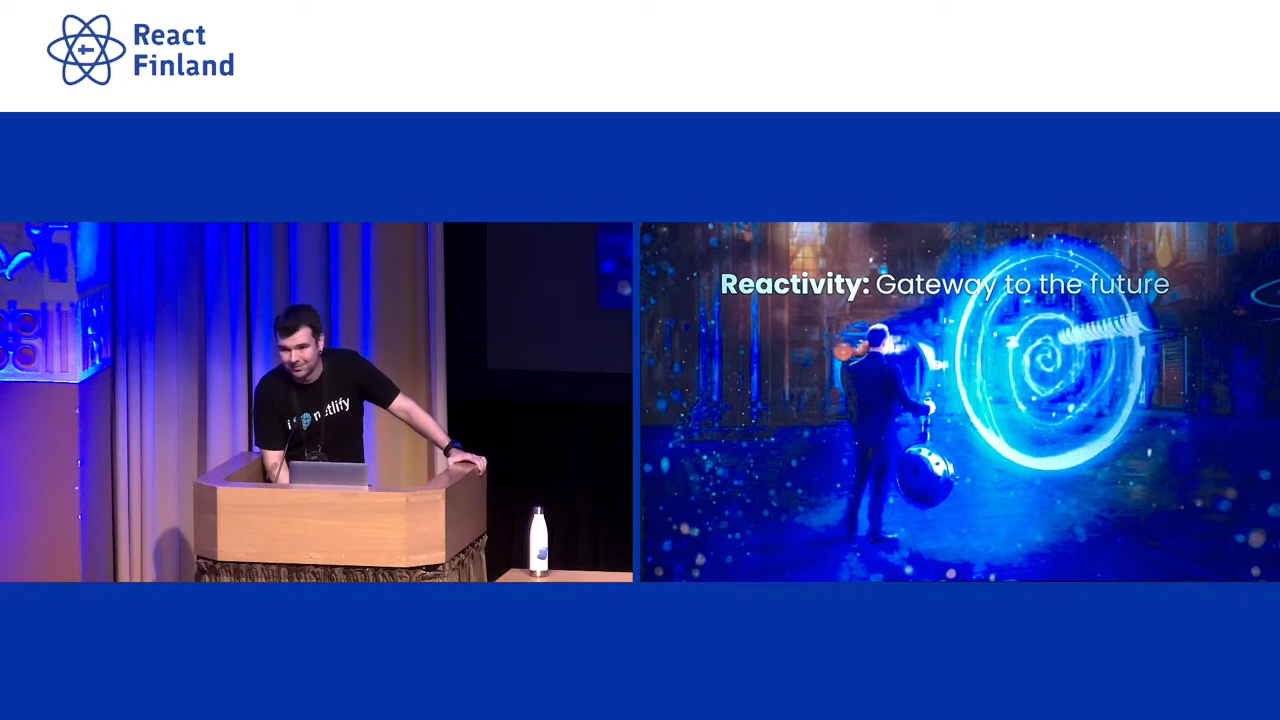 React
Finland
Reactivity: Gateway to the future
netlify